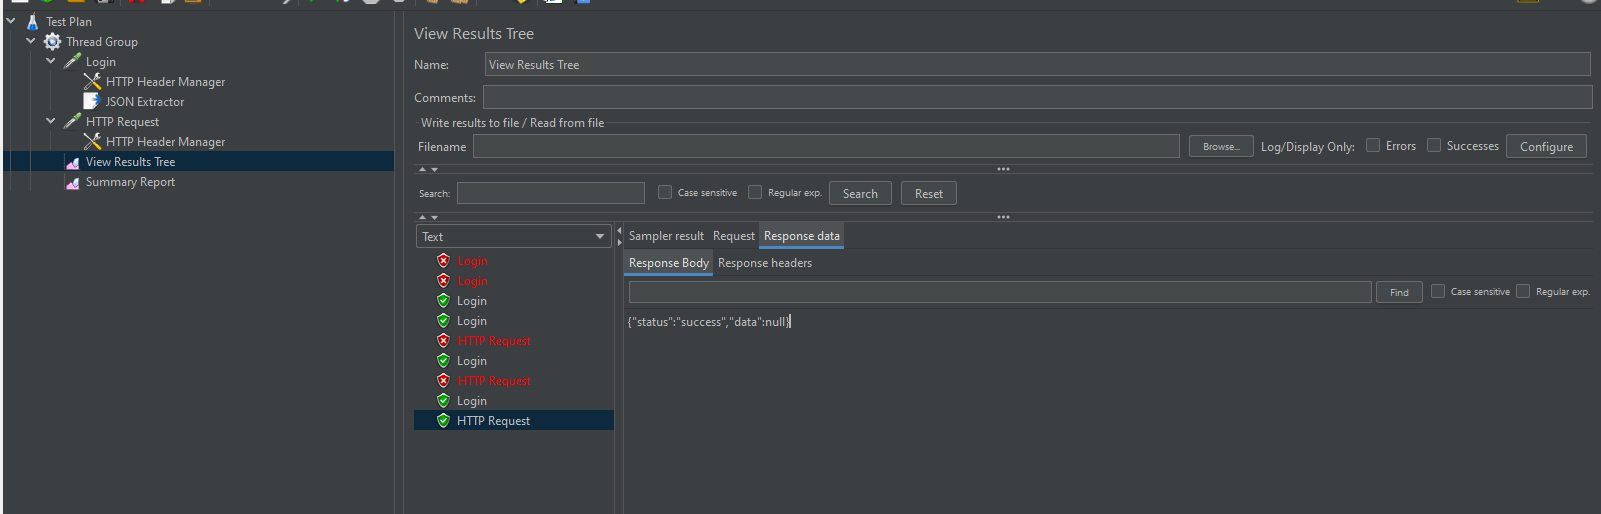 Test Plan
Thread Group
Login
HTTP Header Manager
JSON Extractor
HTTP Request
HTTP Header Manager
View Results Tree
Summary Report
View Results Tree
Name: View Results Tree
Comments:
Write results to file / Read from file
Filename Browse... Log/Display Only: Errors Successes Configure
Search: Case sensitive Regular exp. Search Reset
Text
Login
Login
Login
Login
HTTP Request
Login
HTTP Request
Login
HTTP Request
Sampler result Request Response data
Response Body Response headers
Find Case sensitive Regular exp.
{"status":"success","data":null}